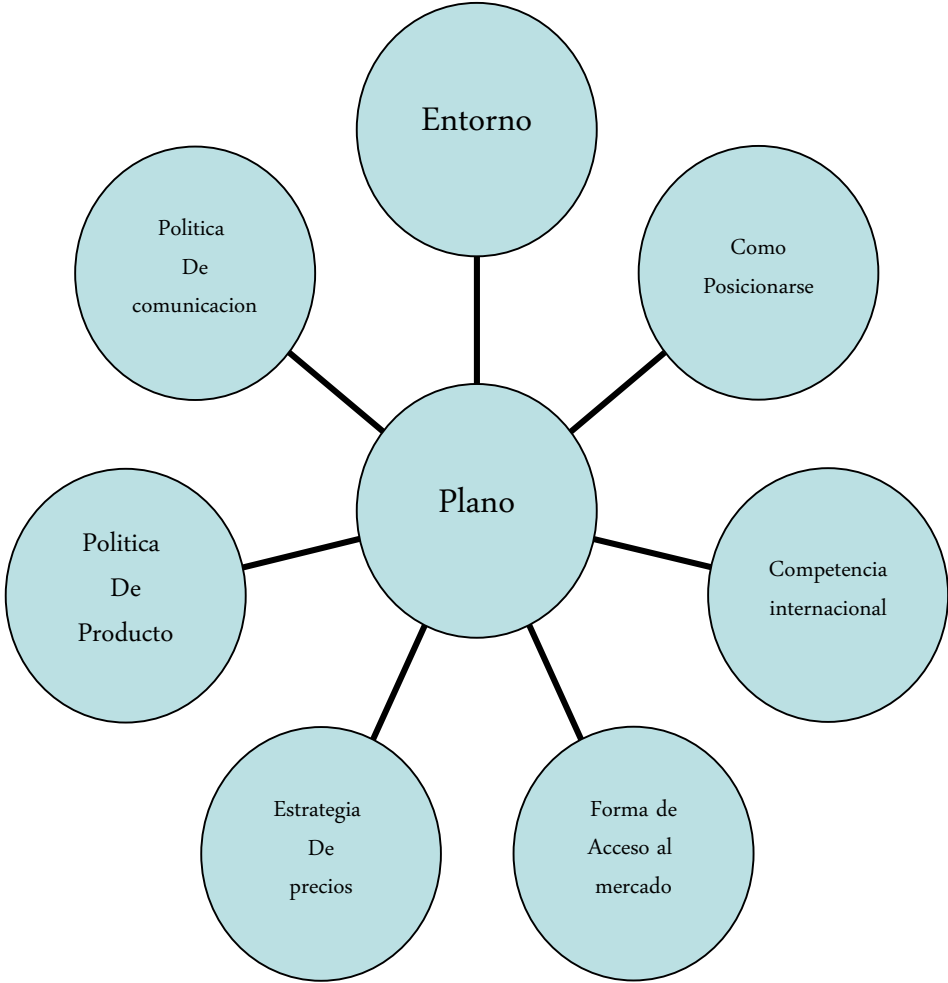 Entorno
Politica
De
comunicacion
Como
Posicionarse
Plano
Politica
De
Producto
Competencia
internacional
Estrategia
De
precios
Forma de
Acceso al
mercado